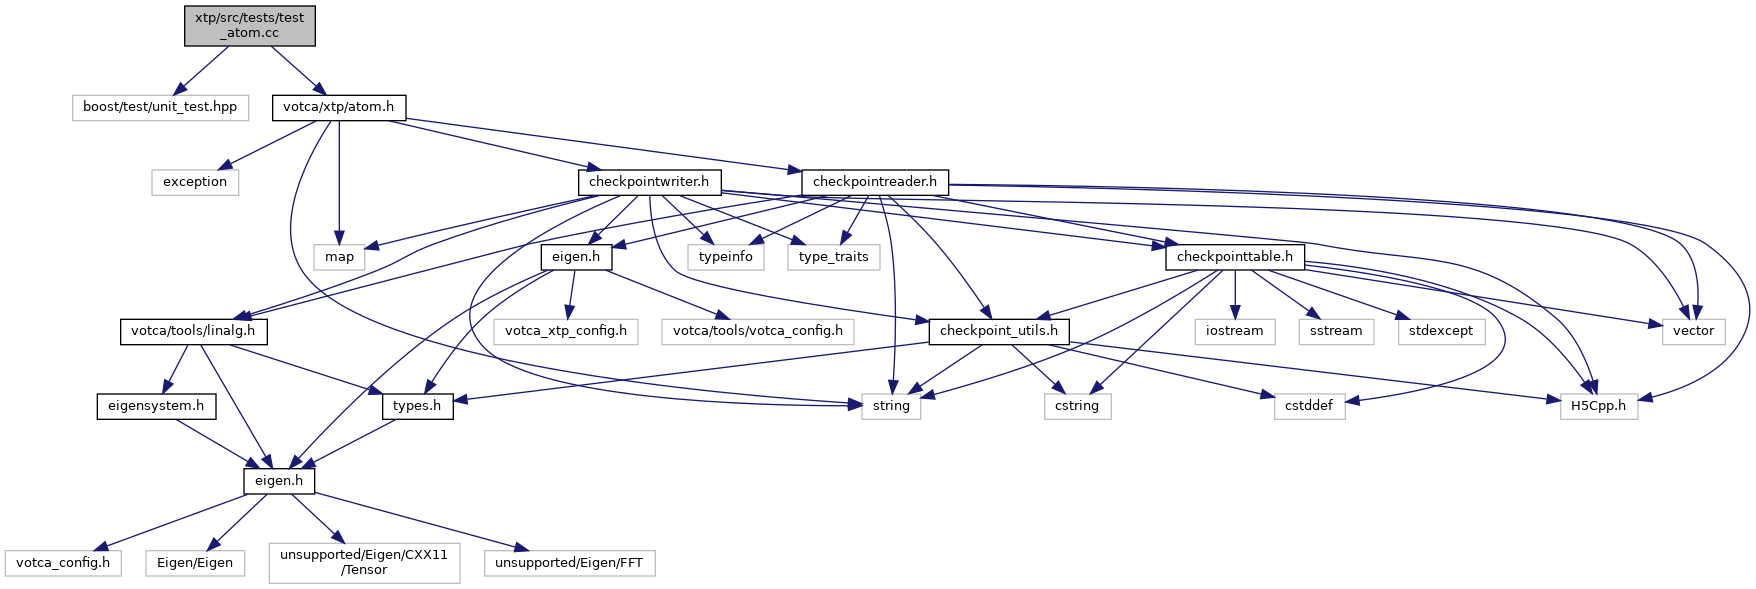 xtp/src/tests/test
_atom.cc
boost/test/unit_test.hpp
votca/xtp/atom.h
exception
checkpointwriter.h
checkpointreader.h
map
eigen.h
typeinfo
type_traits
checkpointtable.h
votca/tools/linalg.h
votca_xtp_config.h
votca/tools/votca_config.h
checkpoint_utils.h
iostream
sstream
stdexcept
vector
eigensystem.h
types.h
string
cstring
cstddef
H5Cpp.h
eigen.h
votca_config.h
Eigen/Eigen
unsupported/Eigen/CXX11
/Tensor
unsupported/Eigen/FFT